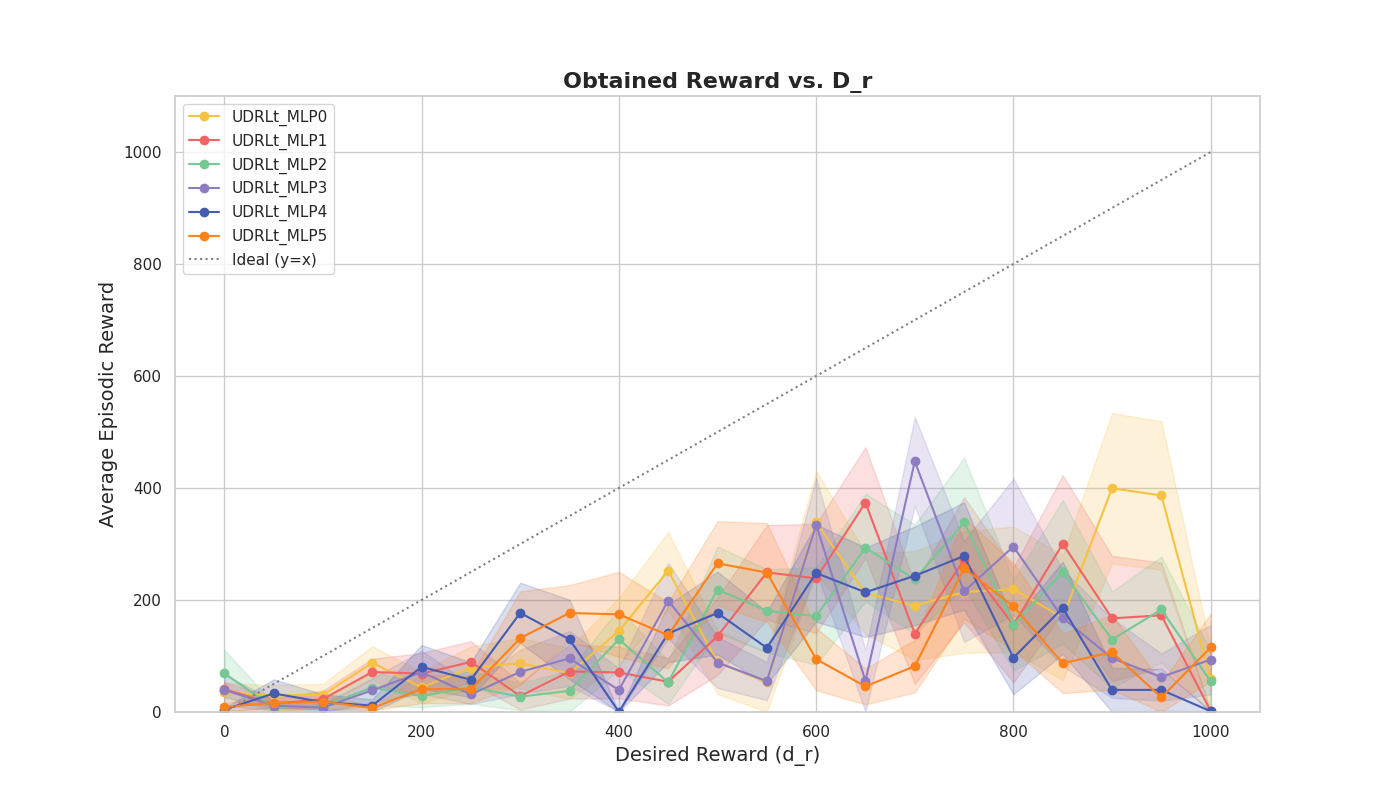 Obtained Reward vs. D_r
UDRLt_MLP0
UDRLt_MLP1
UDRLt_MLP2
UDRLt_MLP3
UDRLt_MLP4
UDRLt_MLP5
Ideal (y=x)
Average Episodic Reward
1000
800
600
400
200
0
0 200 400 600 800 1000
Desired Reward (d_r)